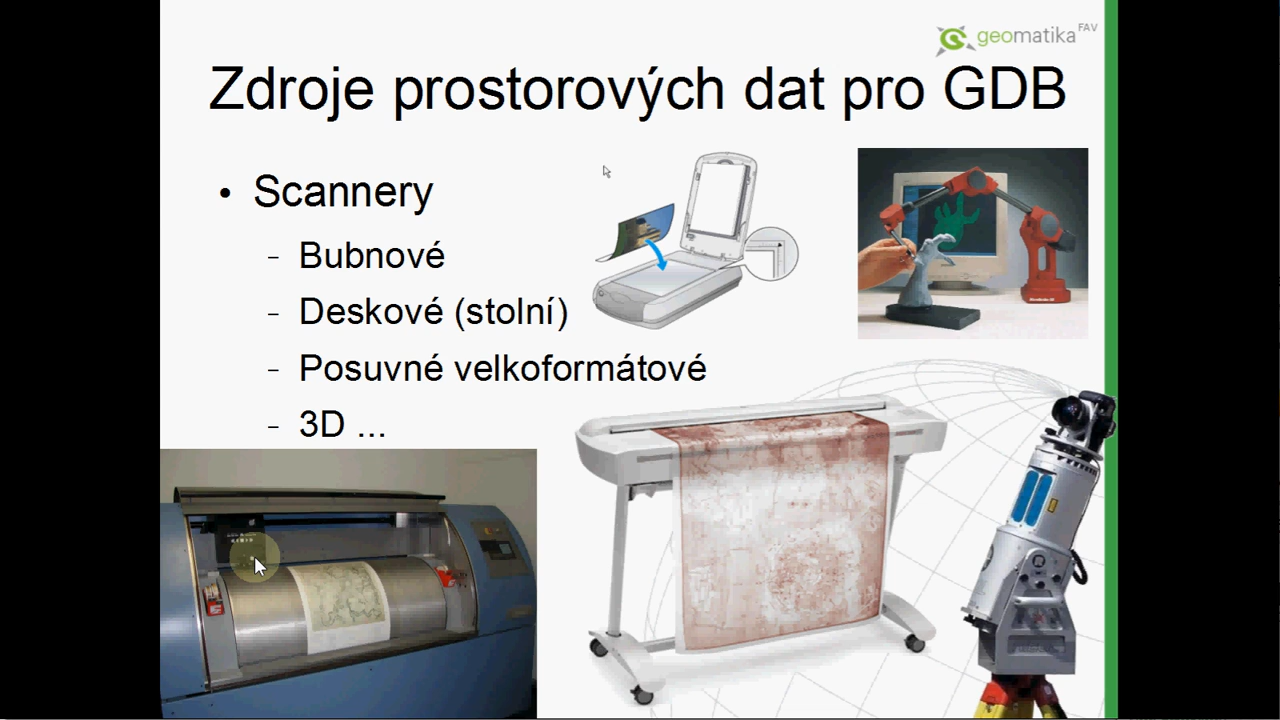 geomatika FAV
Zdroje prostorových dat pro GDB
• Scannery
– Bubnové
– Deskové (stolní)
– Posuvné velkoformátové
– 3D ...